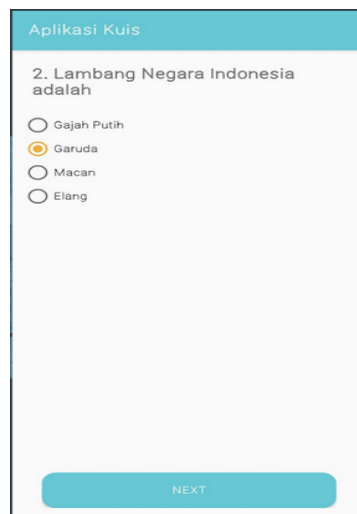 Aplikasi Kuis
2. Lambang Negara Indonesia
adalah
Gajah Putih
Garuda
Macan
Elang
NEXT